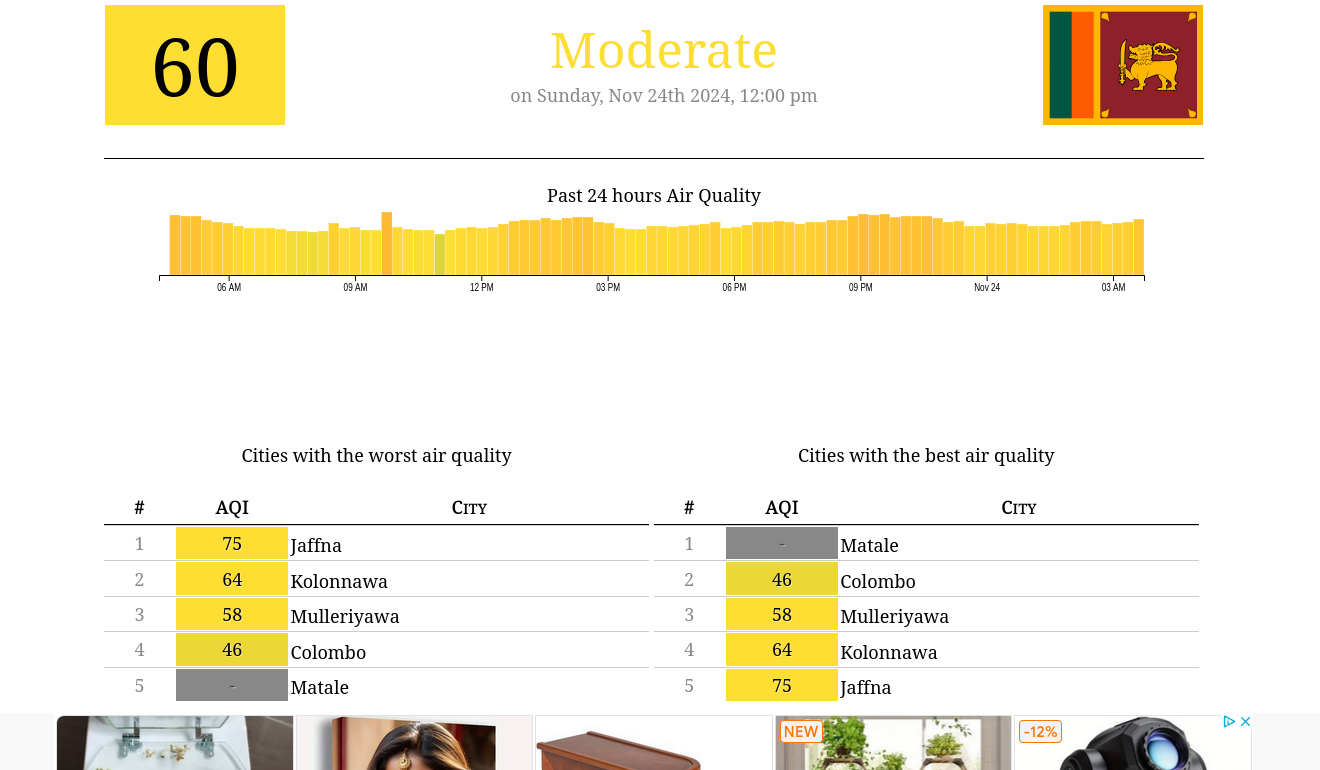 60
Moderate
on Sunday, Nov 24th 2024, 12:00 pm
Past 24 hours Air Quality
06 AM 09 AM 12 PM 03 PM 06 PM 09 PM Nov 24 03 AM
Cities with the worst air quality
# AQI City
1 75 Jaffna
2 64 Kolonnawa
3 58 Mulleriyawa
4 46 Colombo
5 - Matale
Cities with the best air quality
# AQI City
1 - Matale
2 46 Colombo
3 58 Mulleriyawa
4 64 Kolonnawa
5 75 Jaffna
NEW
-12%